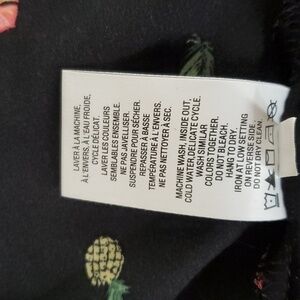 LAVER À LA MACHINE,
À L'ENVERS, À L'EAU FROIDE,
CYCLE DÉLICAT.
LAVER LES COULEURS
SEMBLABLES ENSEMBLE.
NE PAS JAVELLISER.
SUSPENDRE POUR SÉCHER.
REPASSER À BASSE
TEMPÉRATURE À L'ENVERS.
NE PAS NETTOYER À SEC.
MACHINE WASH, INSIDE OUT,
COLD WATER, DELICATE CYCLE.
WASH SIMILAR
COLORS TOGETHER.
DO NOT BLEACH.
HANG TO DRY.
IRON AT LOW SETTING
ON REVERSE SIDE.
DO NOT DRY CLEAN.